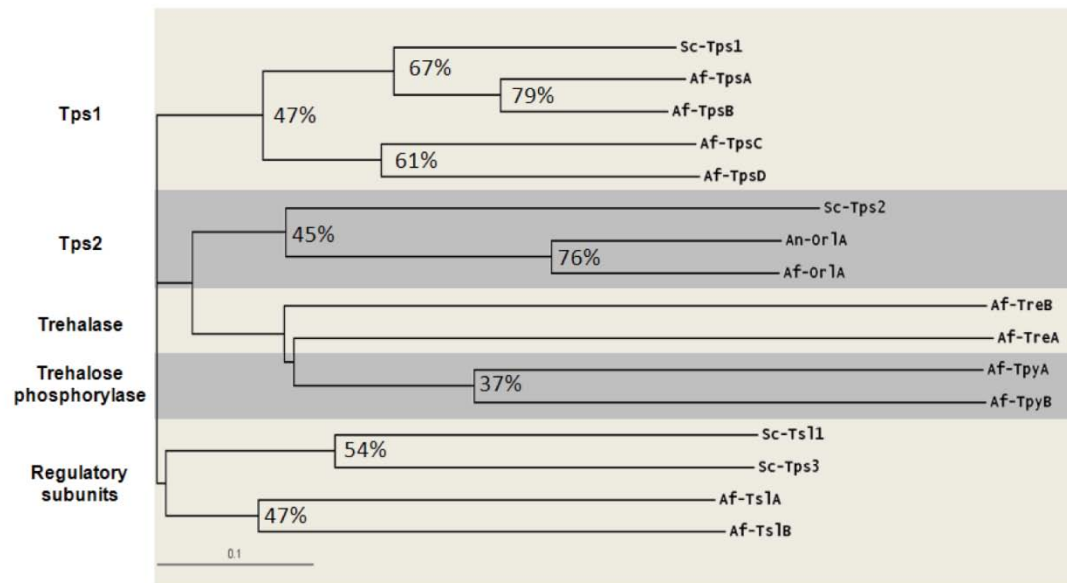 Sc-Tps1
67%
Af-TpsA
79%
Af-TpsB
Tps1
47%
Af-TpsC
61%
Af-TpsD
Sc-Tps2
Tps2
45%
An-OrlA
76%
Af-OrlA
Af-TreB
Trehalase
Af-TreA
Trehalose
phosphorylase
Af-TpyA
37%
Af-TpyB
Sc-Tsl1
54%
Sc-Tps3
Regulatory
subunits
Af-TslA
47%
Af-TslB
0.1